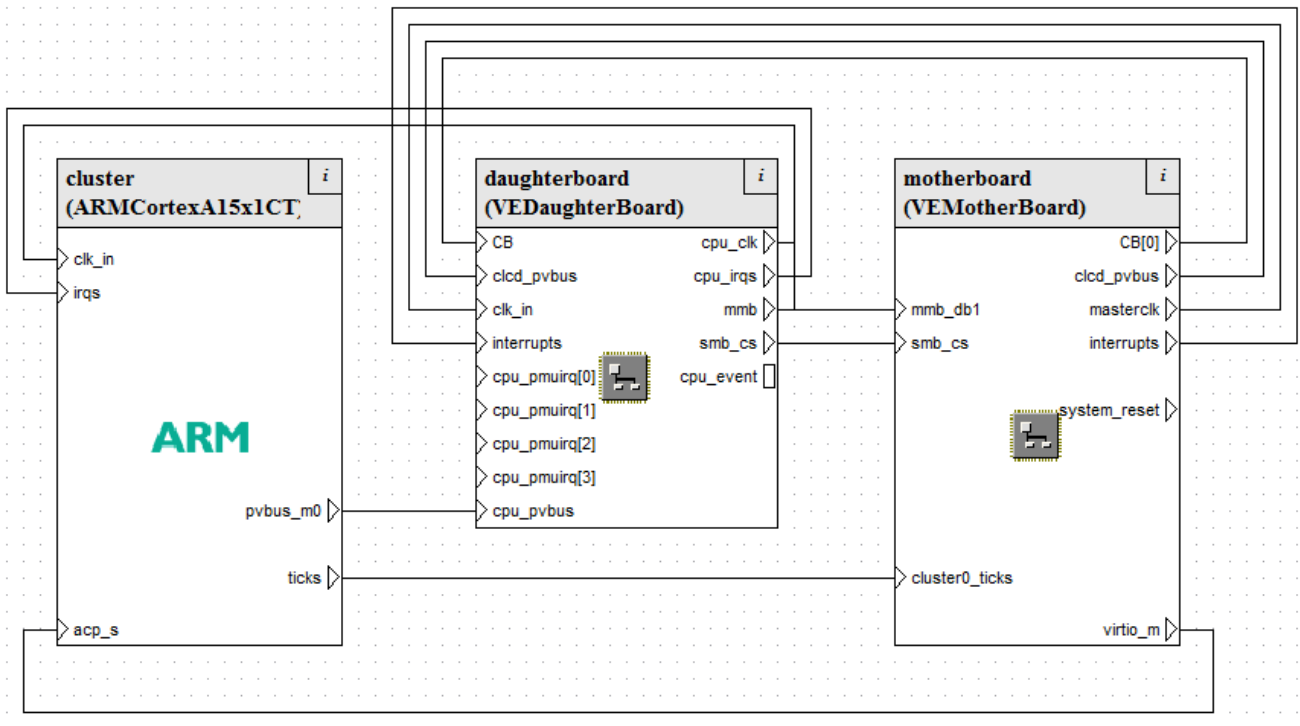 cluster
(ARMCortexA15x1CT)
i
clk_in
irqs
ARM
pvbus_m0
ticks
acp_s
daughterboard
(VEDaughterBoard)
i
CB
cpu_clk
clcd_pvbus
cpu_irqs
clk_in
mmb
interrupts
smb_cs
cpu_pmuirq[0]
cpu_event
cpu_pmuirq[1]
cpu_pmuirq[2]
cpu_pmuirq[3]
cpu_pvbus
motherboard
(VEMotherBoard)
i
CB[0]
clcd_pvbus
mmb_db1
masterclk
smb_cs
interrupts
system_reset
cluster0_ticks
virtio_m